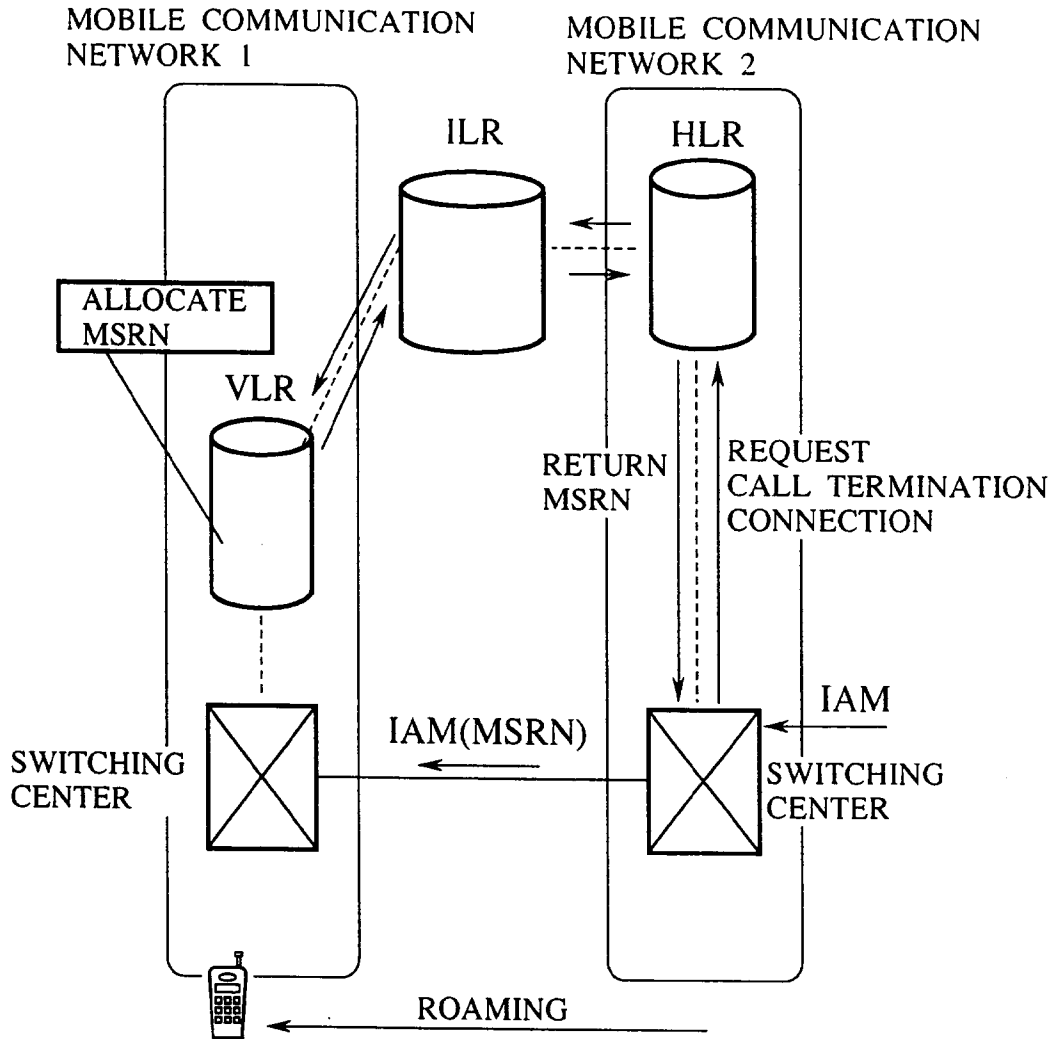 MOBILE COMMUNICATION
NETWORK 1
MOBILE COMMUNICATION
NETWORK 2
ILR
HLR
ALLOCATE
MSRN
VLR
RETURN
MSRN
REQUEST
CALL TERMINATION
CONNECTION
IAM
IAM(MSRN)
SWITCHING
CENTER
SWITCHING
CENTER
ROAMING